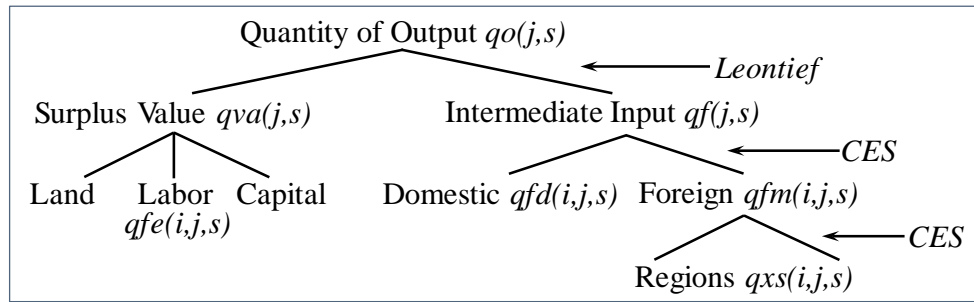 Quantity of Output qo(j,s)
Leontief
Surplus Value qva(j,s)
Intermediate Input qf(j,s)
CES
Land
Labor
Capital
Domestic qfd(i,j,s)
Foreign qfm(i,j,s)
qfe(i,j,s)
CES
Regions qxs(i,j,s)